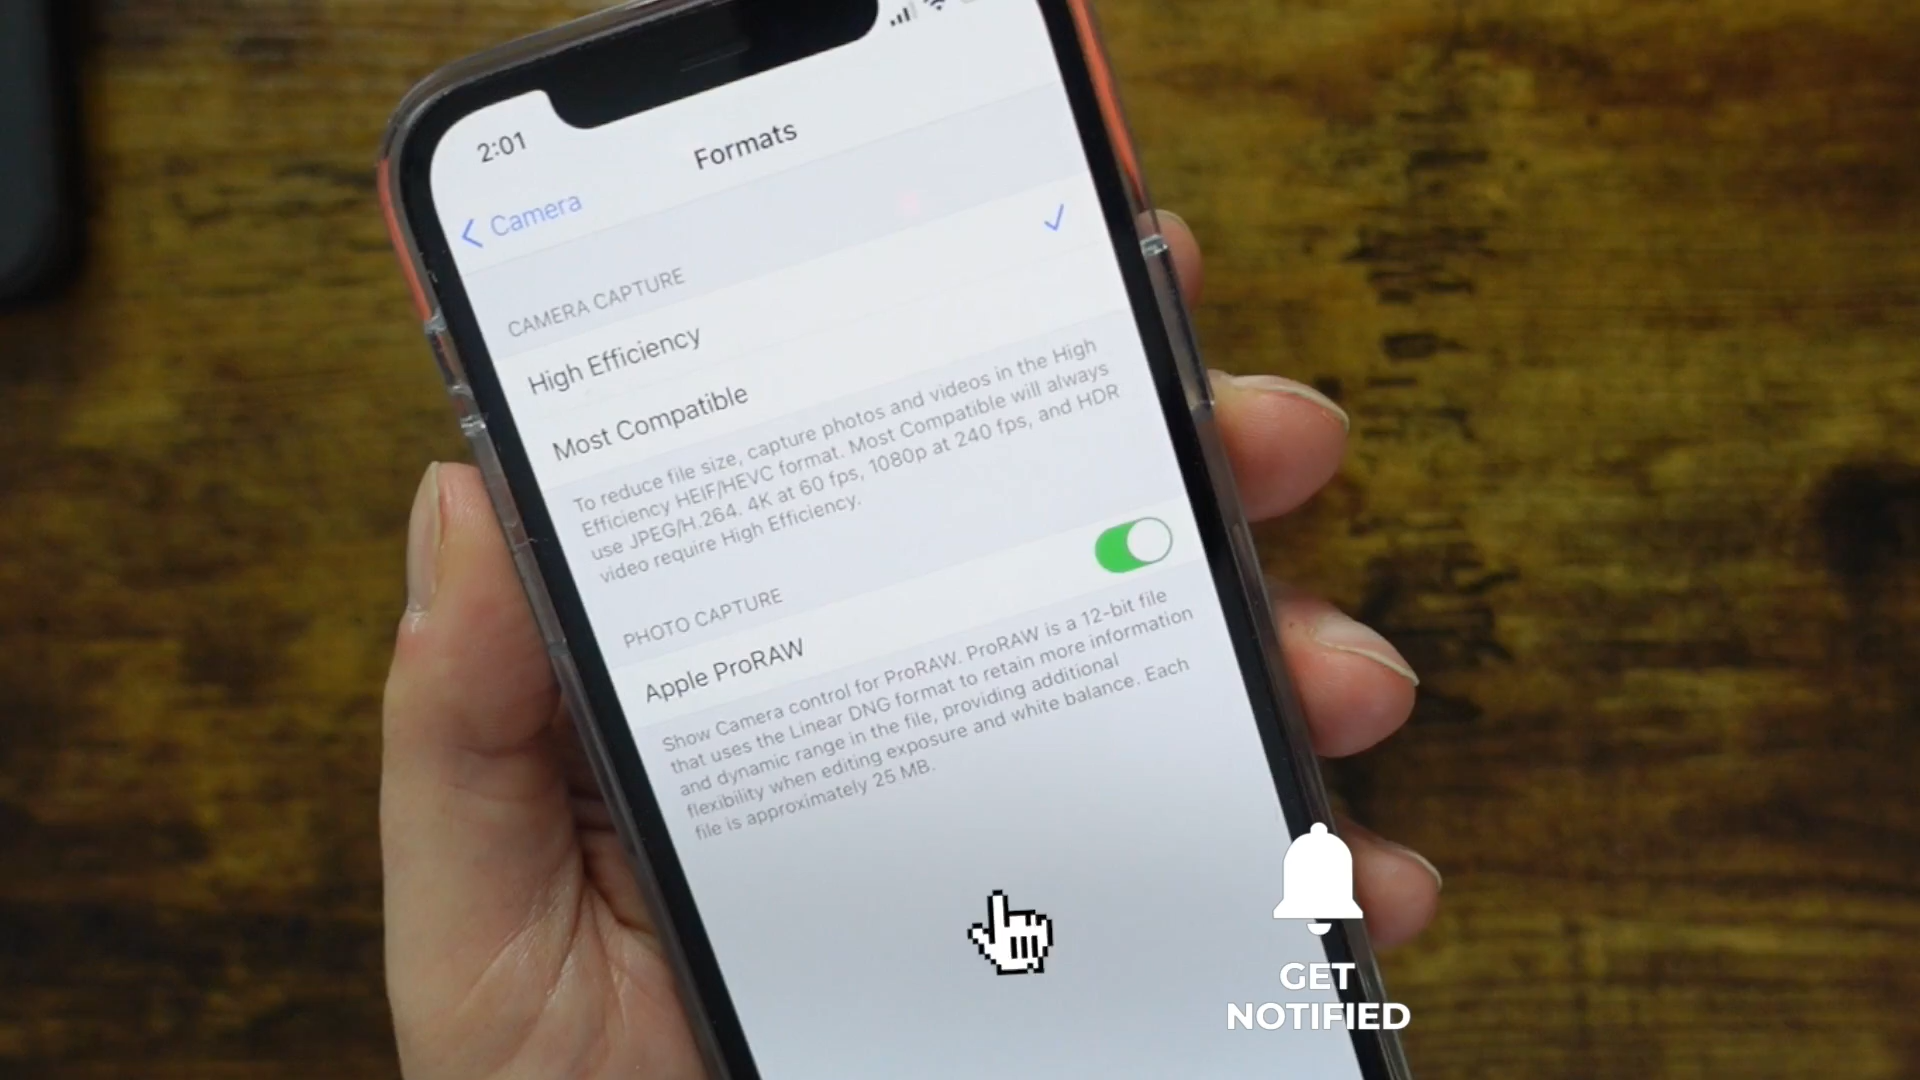 2:01
Formats
Camera
CAMERA CAPTURE
High Efficiency
Most Compatible
To reduce file size, capture photos and videos in the High
Efficiency HEIF/HEVC format. Most Compatible will always
use JPEG/H.264. 4K at 60 fps, 1080p at 240 fps, and HDR
video require High Efficiency.
PHOTO CAPTURE
Apple ProRAW
Show Camera control for ProRAW. ProRAW is a 12-bit file
that uses the Linear DNG format to retain more information
and dynamic range in the file, providing additional
flexibility when editing exposure and white balance. Each
file is approximately 25 MB.
GET
NOTIFIED